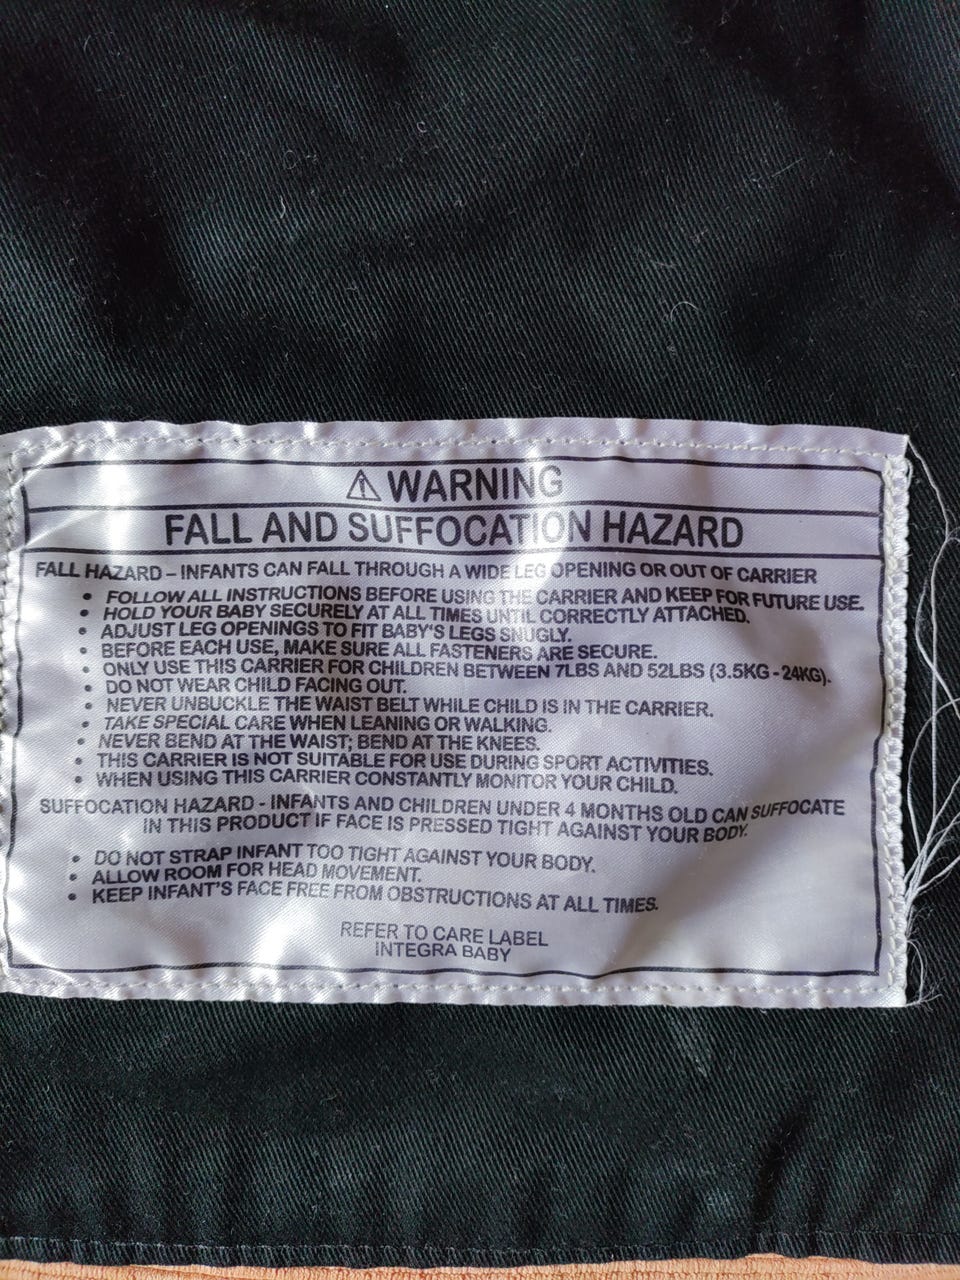 WARNING
FALL AND SUFFOCATION HAZARD
FALL HAZARD – INFANTS CAN FALL THROUGH A WIDE LEG OPENING OR OUT OF CARRIER
• FOLLOW ALL INSTRUCTIONS BEFORE USING THE CARRIER AND KEEP FOR FUTURE USE.
• HOLD YOUR BABY SECURELY AT ALL TIMES UNTIL CORRECTLY ATTACHED.
• ADJUST LEG OPENINGS TO FIT BABY'S LEGS SNUGLY.
• BEFORE EACH USE, MAKE SURE ALL FASTENERS ARE SECURE.
• ONLY USE THIS CARRIER FOR CHILDREN BETWEEN 7LBS AND 52LBS (3.5KG - 24KG).
• DO NOT WEAR CHILD FACING OUT.
• NEVER UNBUCKLE THE WAIST BELT WHILE CHILD IS IN THE CARRIER.
• TAKE SPECIAL CARE WHEN LEANING OR WALKING.
• NEVER BEND AT THE WAIST; BEND AT THE KNEES.
• THIS CARRIER IS NOT SUITABLE FOR USE DURING SPORT ACTIVITIES.
• WHEN USING THIS CARRIER CONSTANTLY MONITOR YOUR CHILD.
SUFFOCATION HAZARD - INFANTS AND CHILDREN UNDER 4 MONTHS OLD CAN SUFFOCATE
IN THIS PRODUCT IF FACE IS PRESSED TIGHT AGAINST YOUR BODY.
• DO NOT STRAP INFANT TOO TIGHT AGAINST YOUR BODY.
• ALLOW ROOM FOR HEAD MOVEMENT.
• KEEP INFANT'S FACE FREE FROM OBSTRUCTIONS AT ALL TIMES.
REFER TO CARE LABEL
INTEGRA BABY